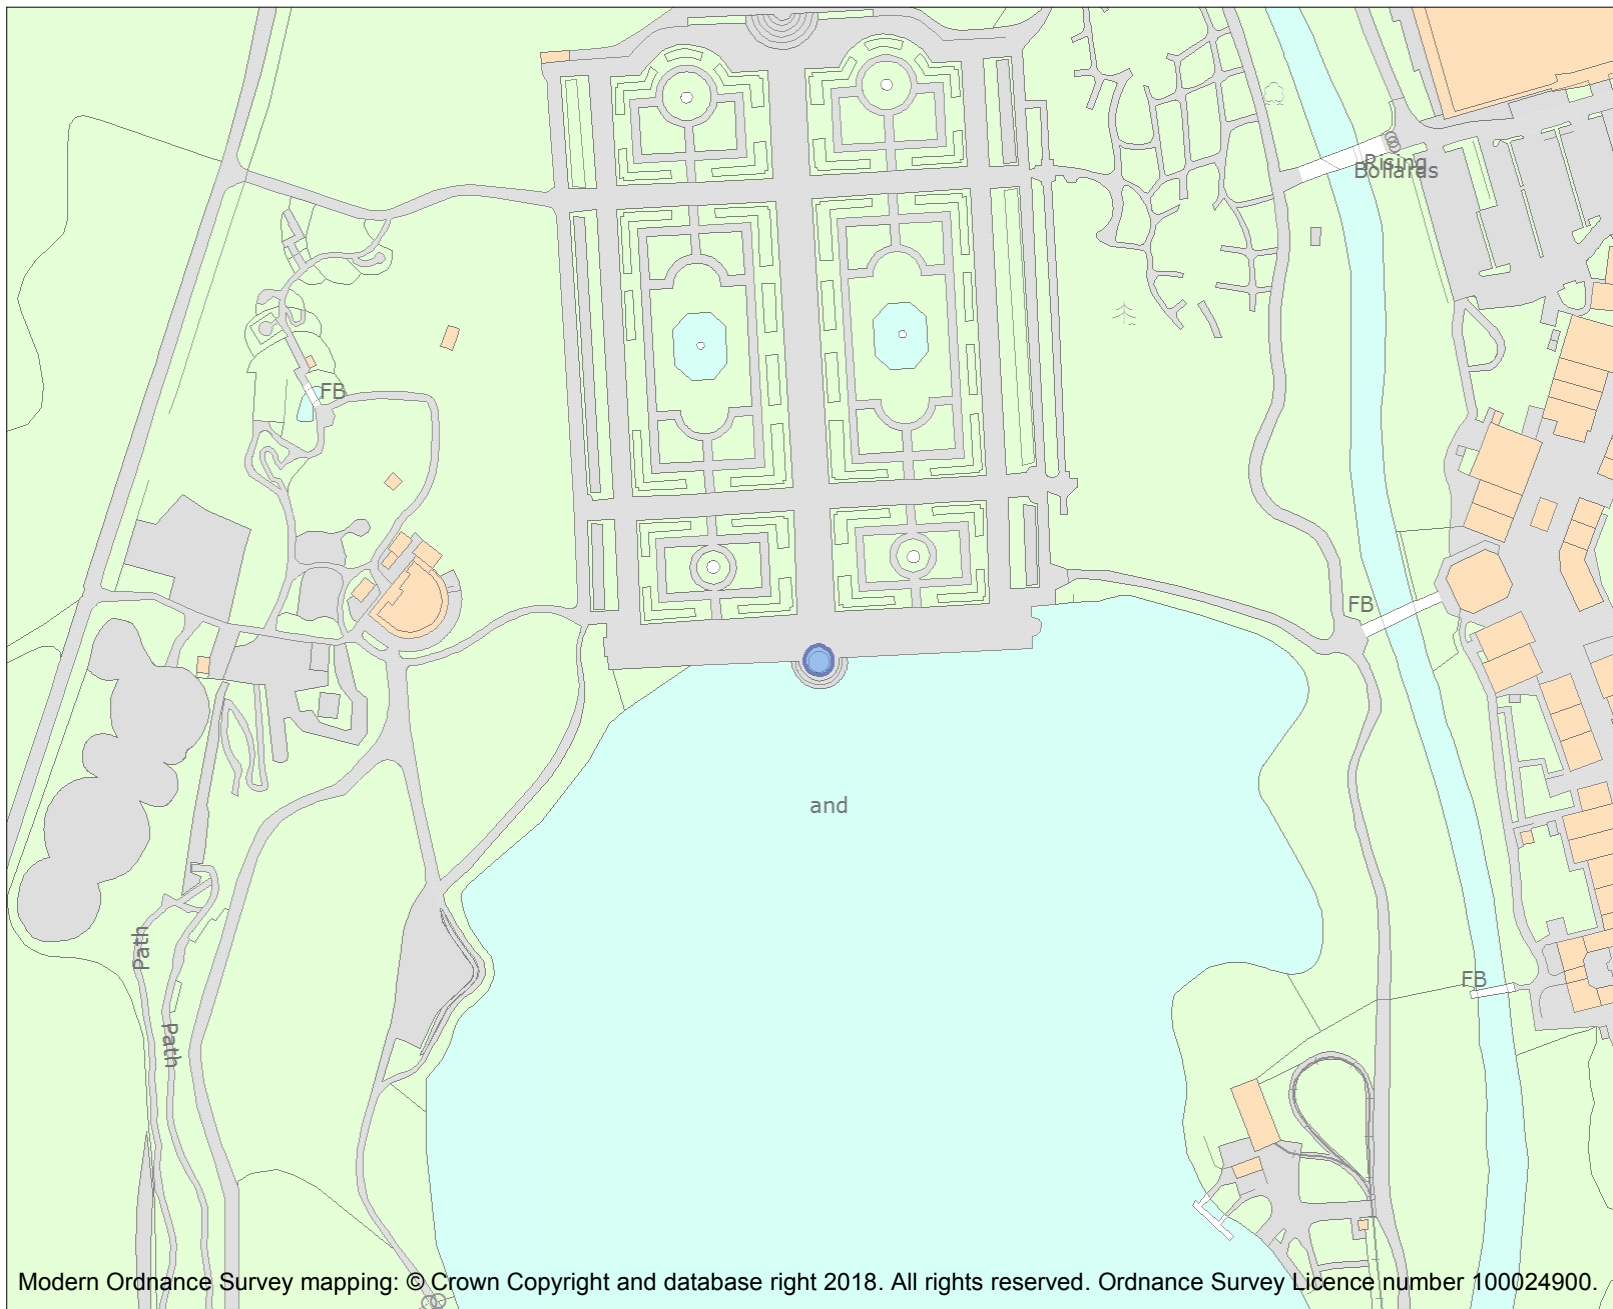 Rising
Bollards
FB
FB
and
Path
FB
Path
Modern Ordnance Survey mapping: © Crown Copyright and database right 2018. All rights reserved. Ordnance Survey Licence number 100024900.